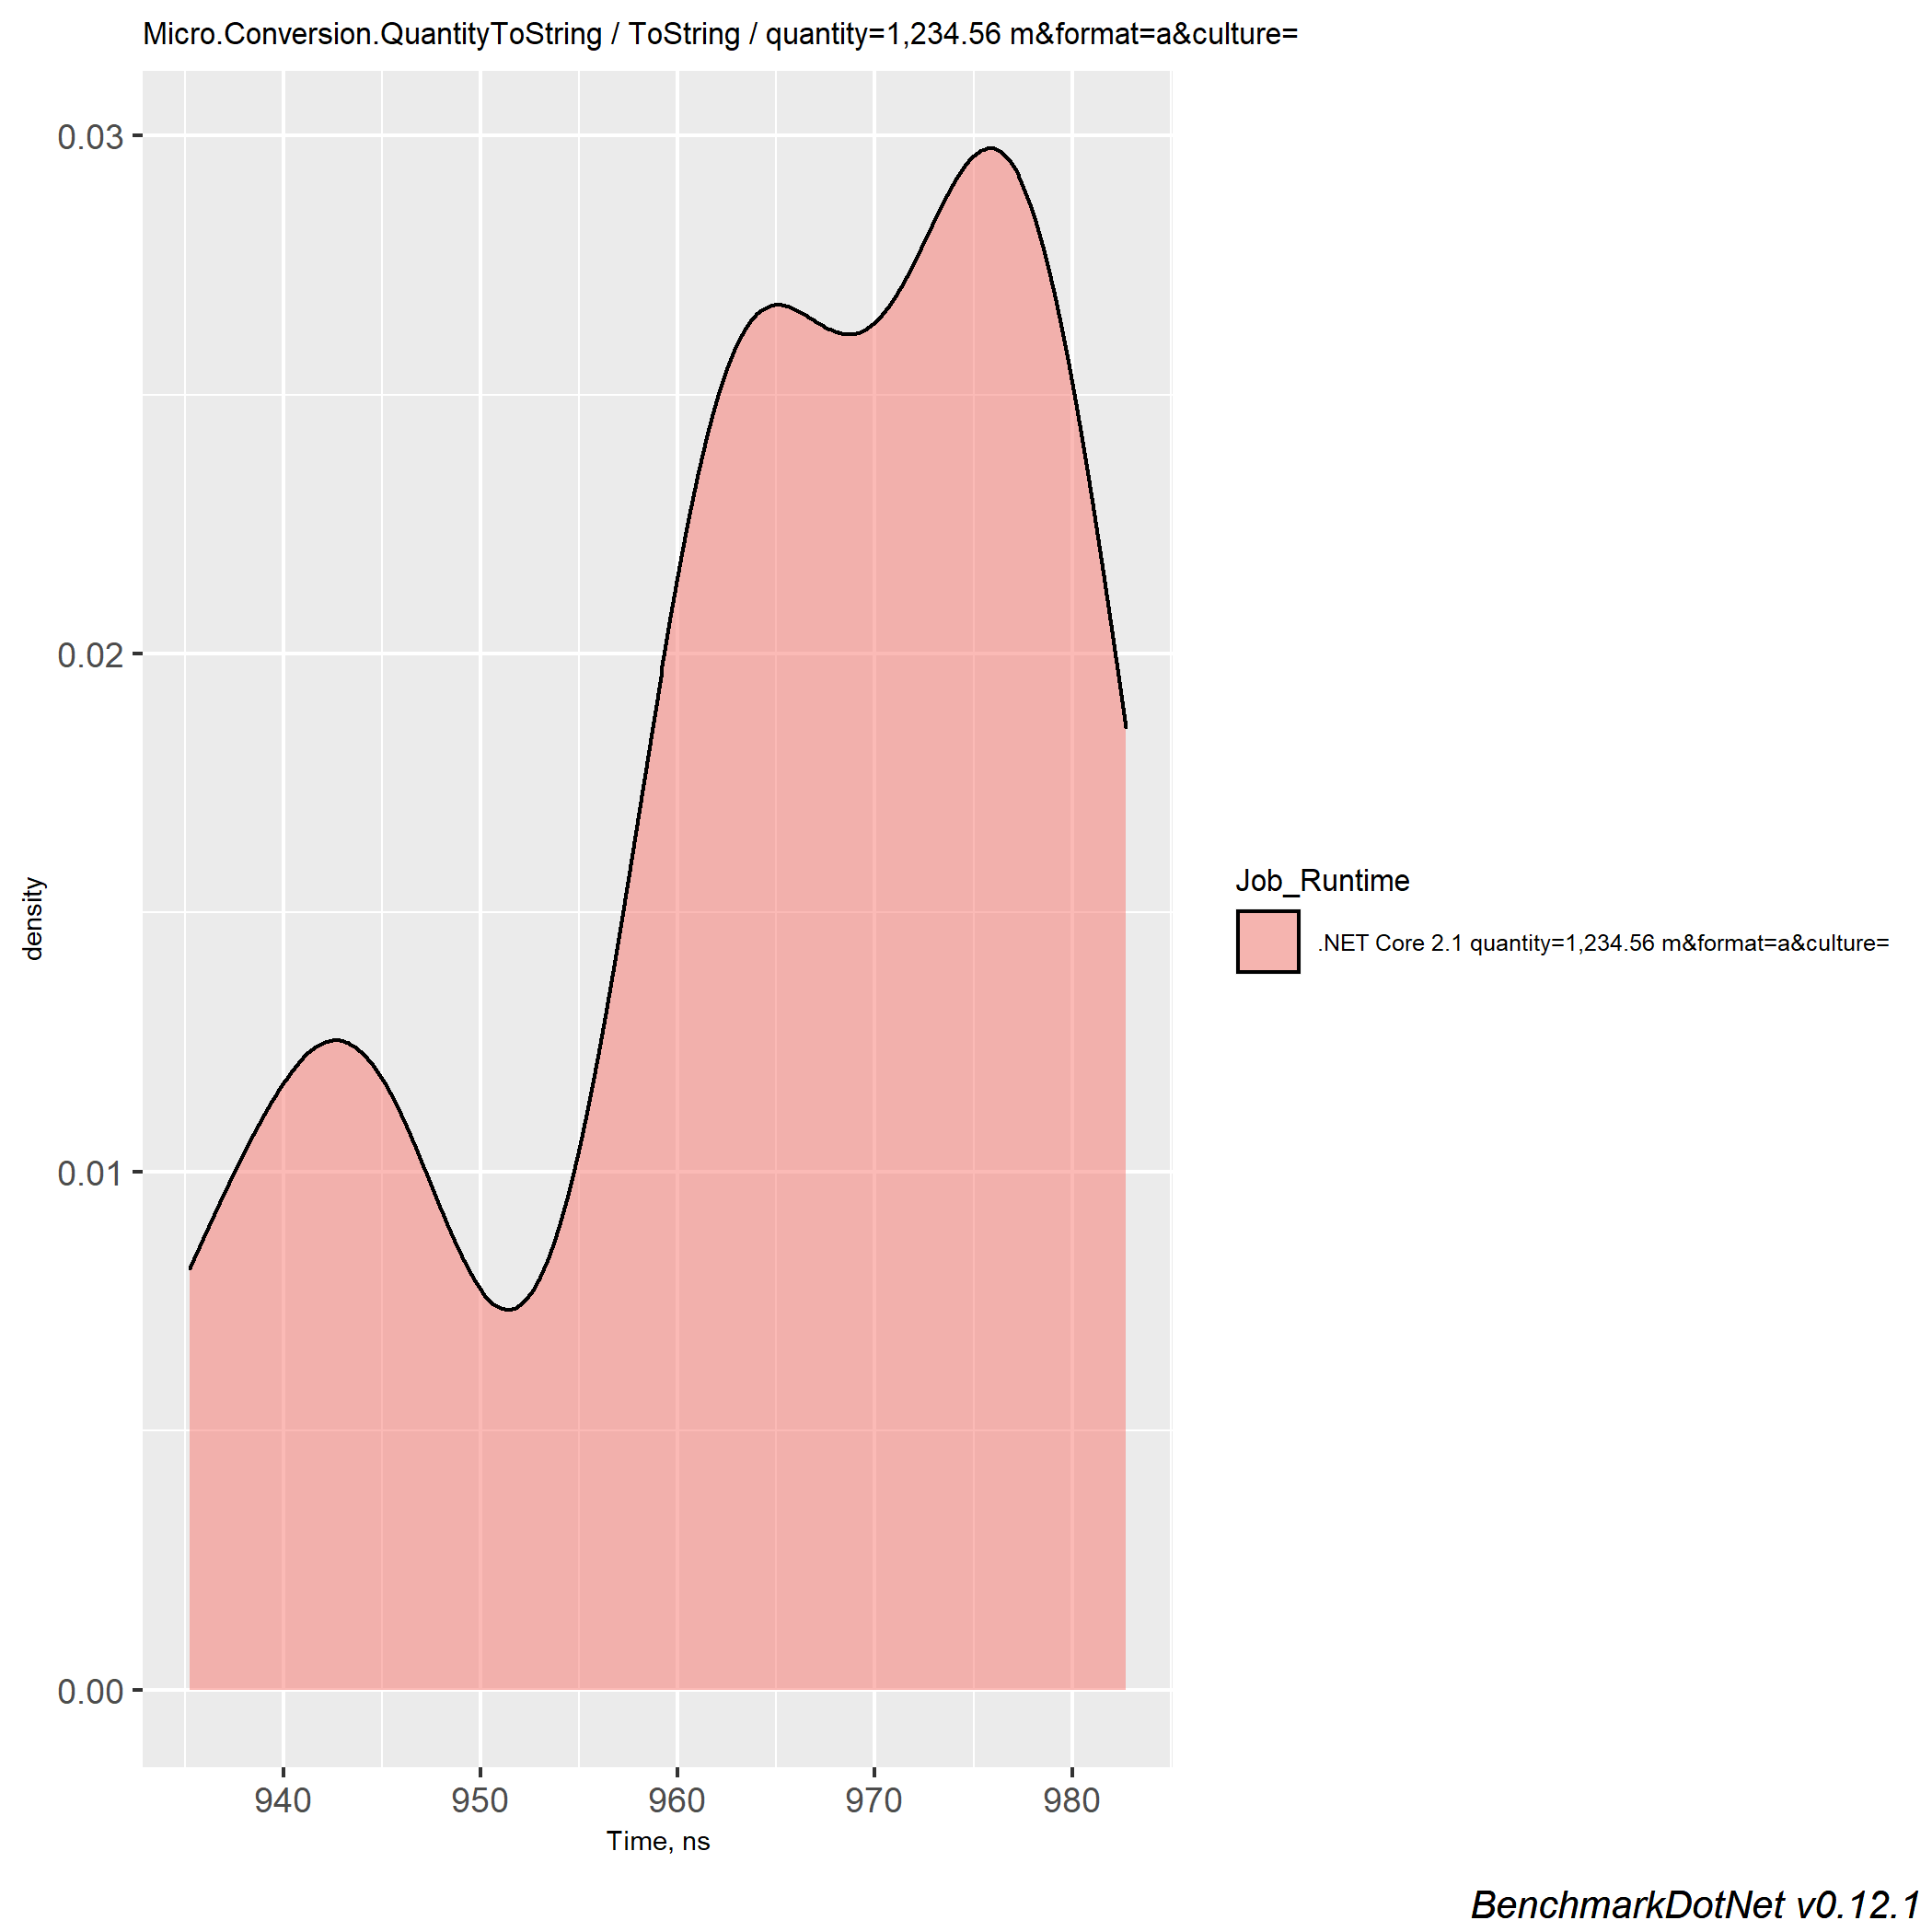 Micro.Conversion.QuantityToString / ToString / quantity=1,234.56 m&format=a&culture=
0.03
0.02
0.01
0.00
density
940 950 960 970 980
Time, ns
Job_Runtime
.NET Core 2.1 quantity=1,234.56 m&format=a&culture=
BenchmarkDotNet v0.12.1